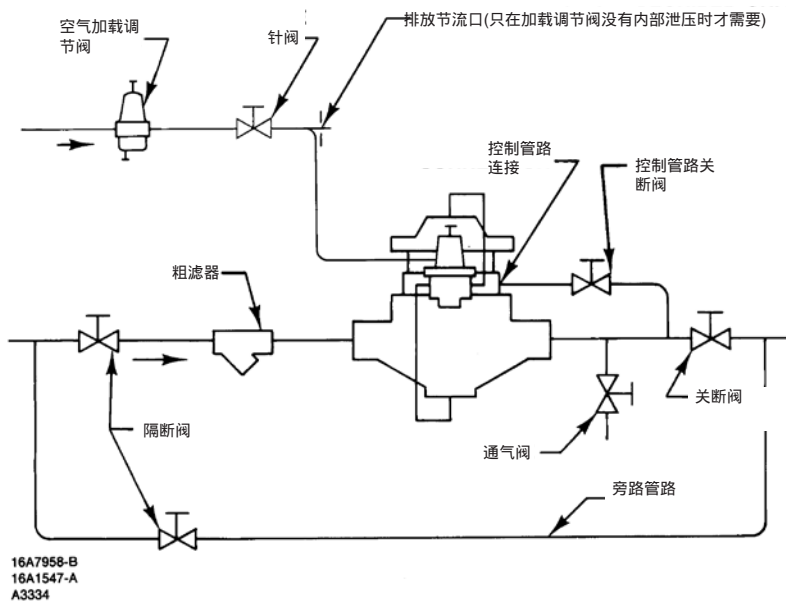 空气加载调
节阀
针阀
排放节流口(只在加载调节阀没有内部泄压时才需要)
控制管路
连接
控制管路关
断阀
粗滤器
隔断阀
通气阀
关断阀
旁路管路
16A7958-B
16A1547-A
A3334